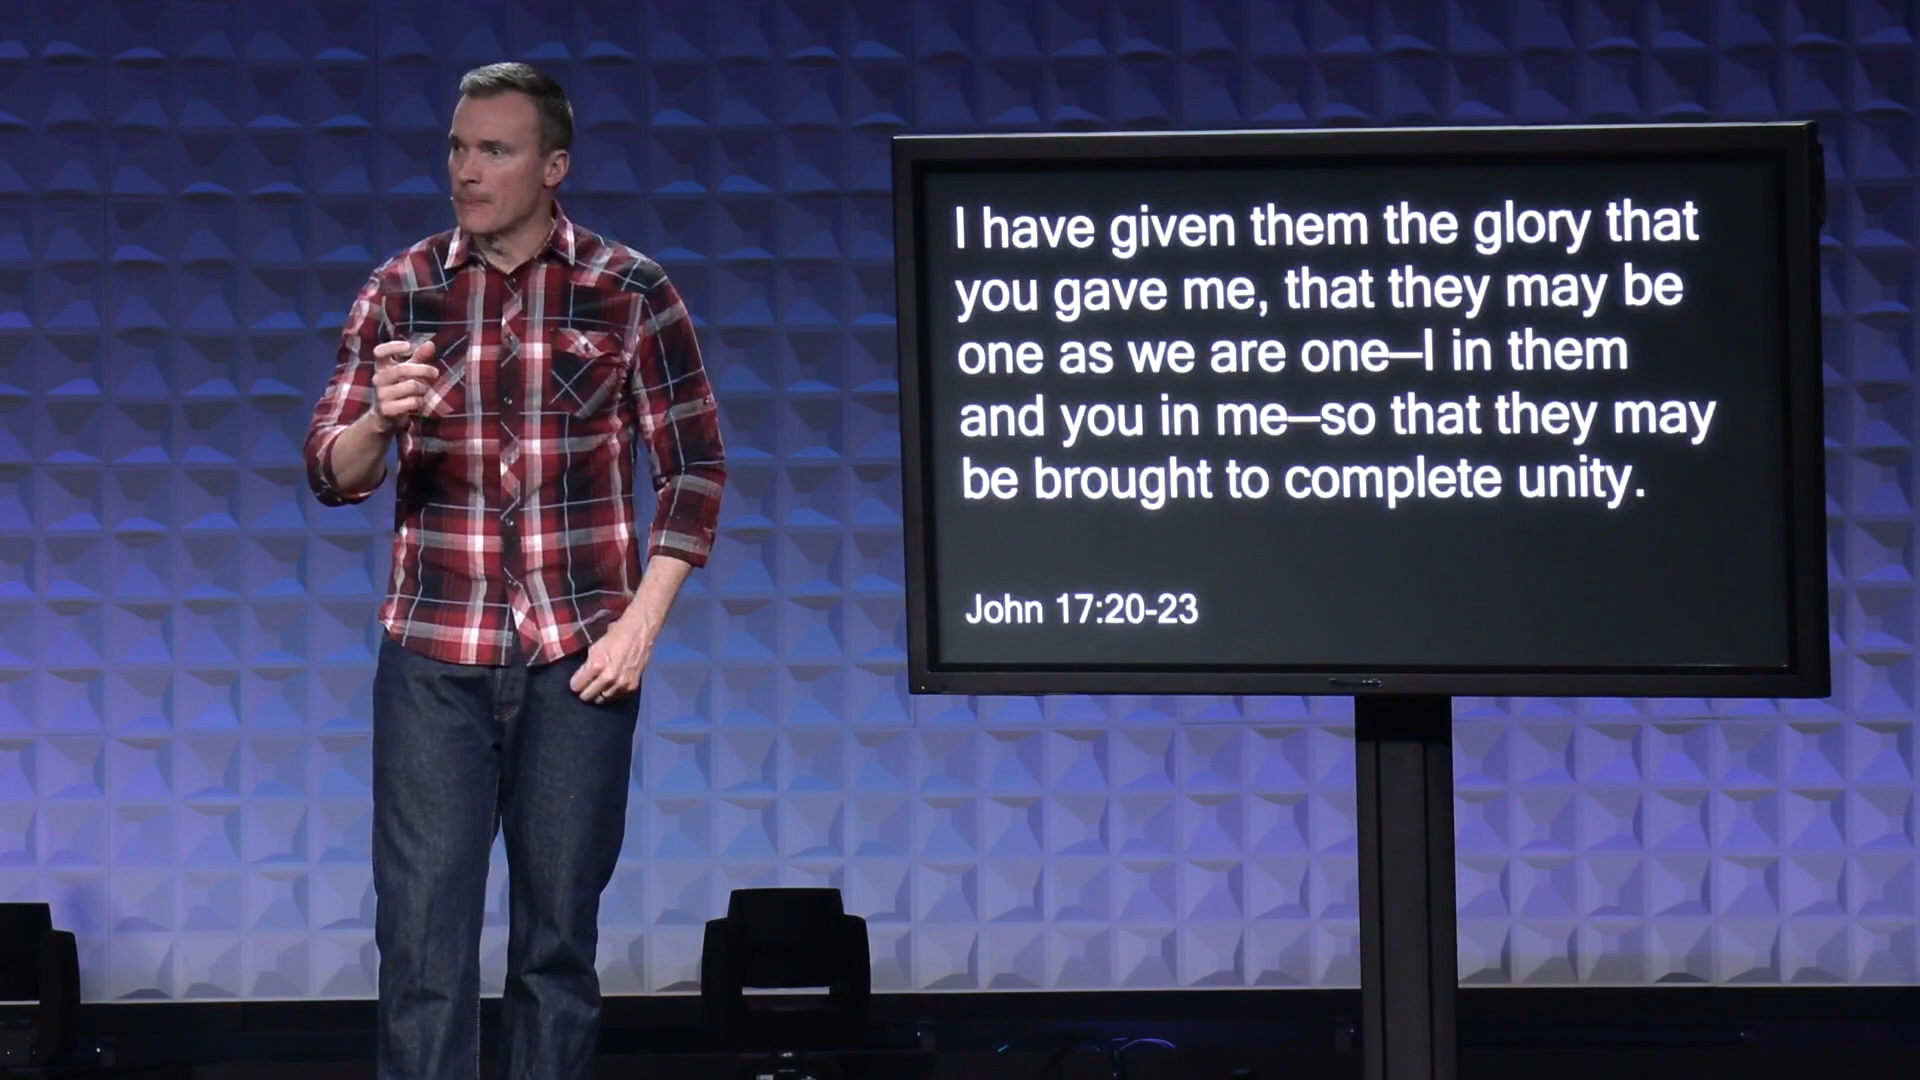 I have given them the glory that
you gave me, that they may be
one as we are one—I in them
and you in me—so that they may
be brought to complete unity.
John 17:20-23